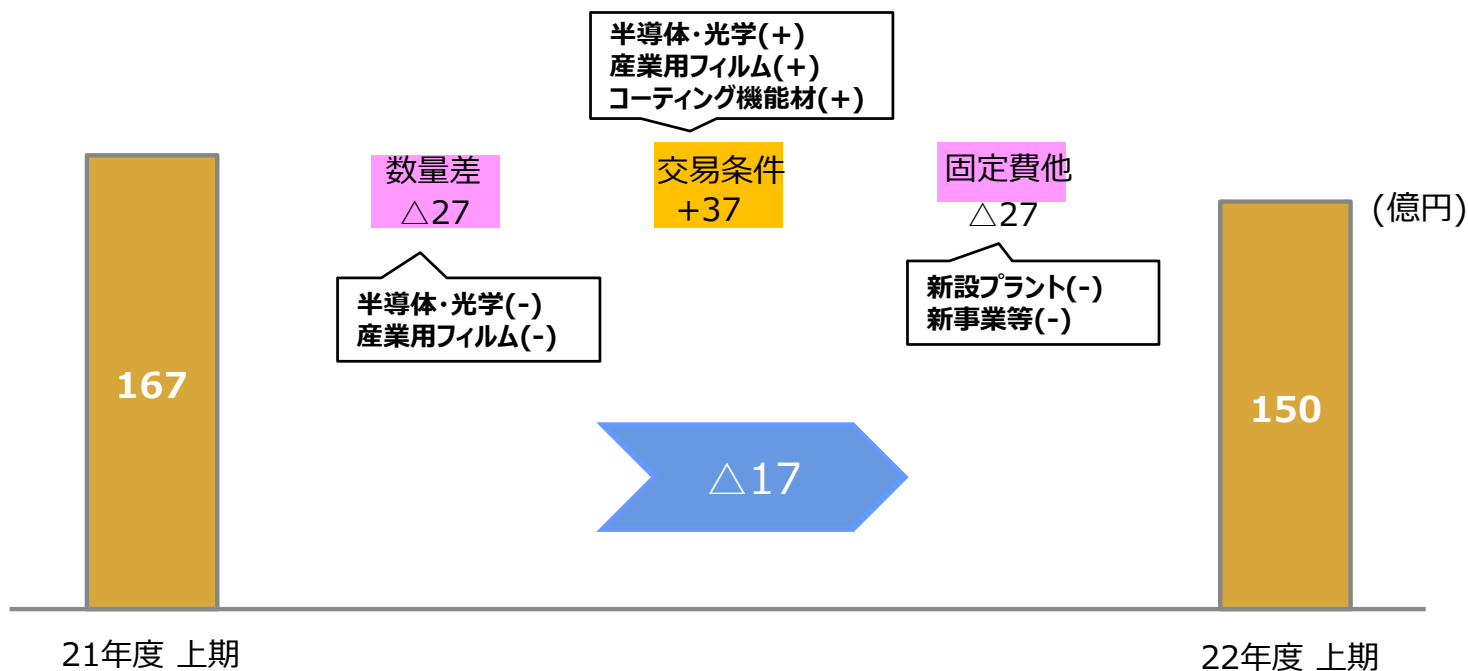 半導体・光学(+)
産業用フィルム(+)
コーティング機能材(+)
数量差
△27
交易条件
+37
固定費他
△27
(億円)
半導体・光学(-)
産業用フィルム(-)
新設プラント(-)
新事業等(-)
167
150
△17
21年度 上期
22年度 上期